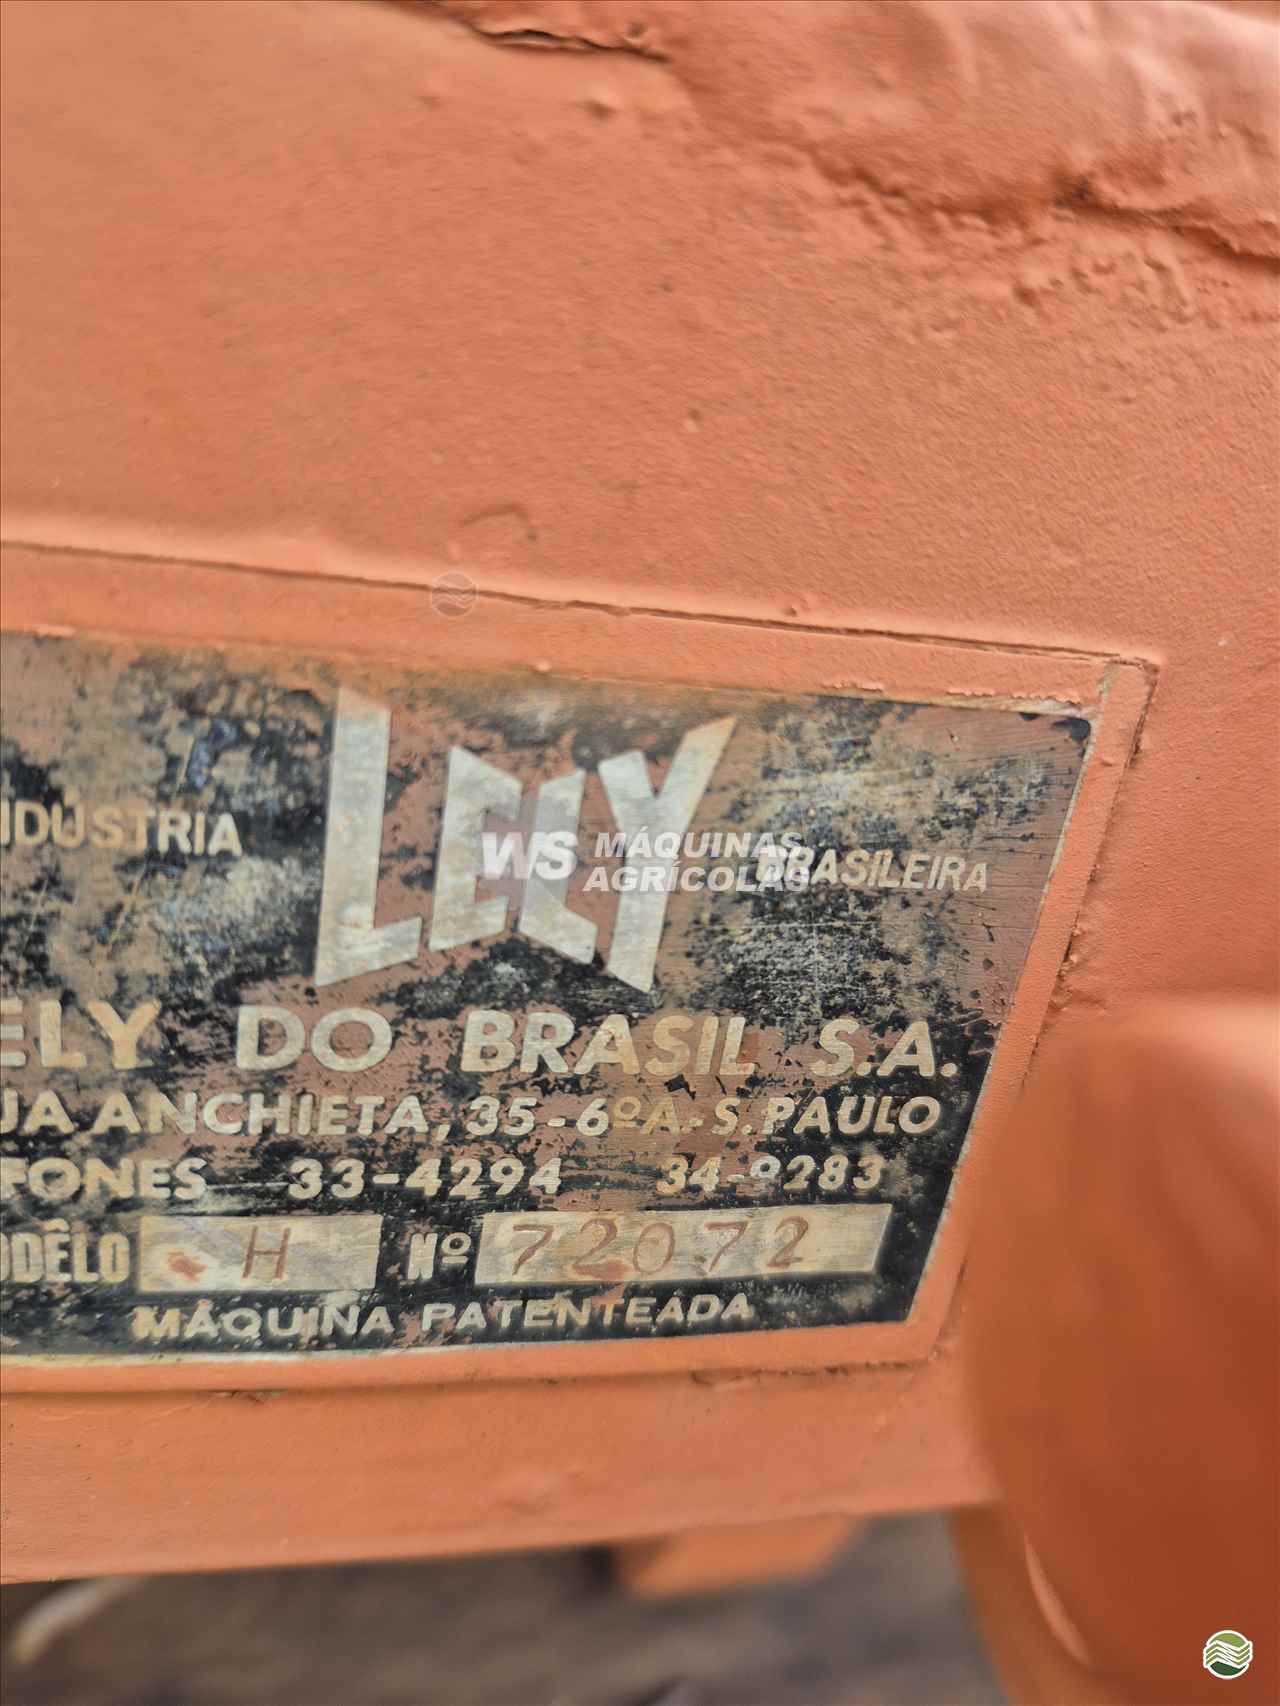 LELY
NDÚSTRIA BRASILEIRA
WS MÁQUINAS
AGRÍCOLAS
ELY DO BRASIL S.A.
UA ANCHIETA, 35-6º A.-S. PAULO
FONES 33-4294 34-9283
ODÊLO H Nº 72072
MÁQUINA PATENTEADA